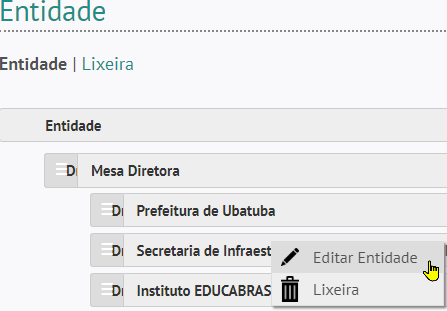 Entidade
Entidade | Lixeira
Entidade
Mesa Diretora
Prefeitura de Ubatuba
Secretaria de Infraest
Editar Entidade
Instituto EDUCABRAS
Lixeira